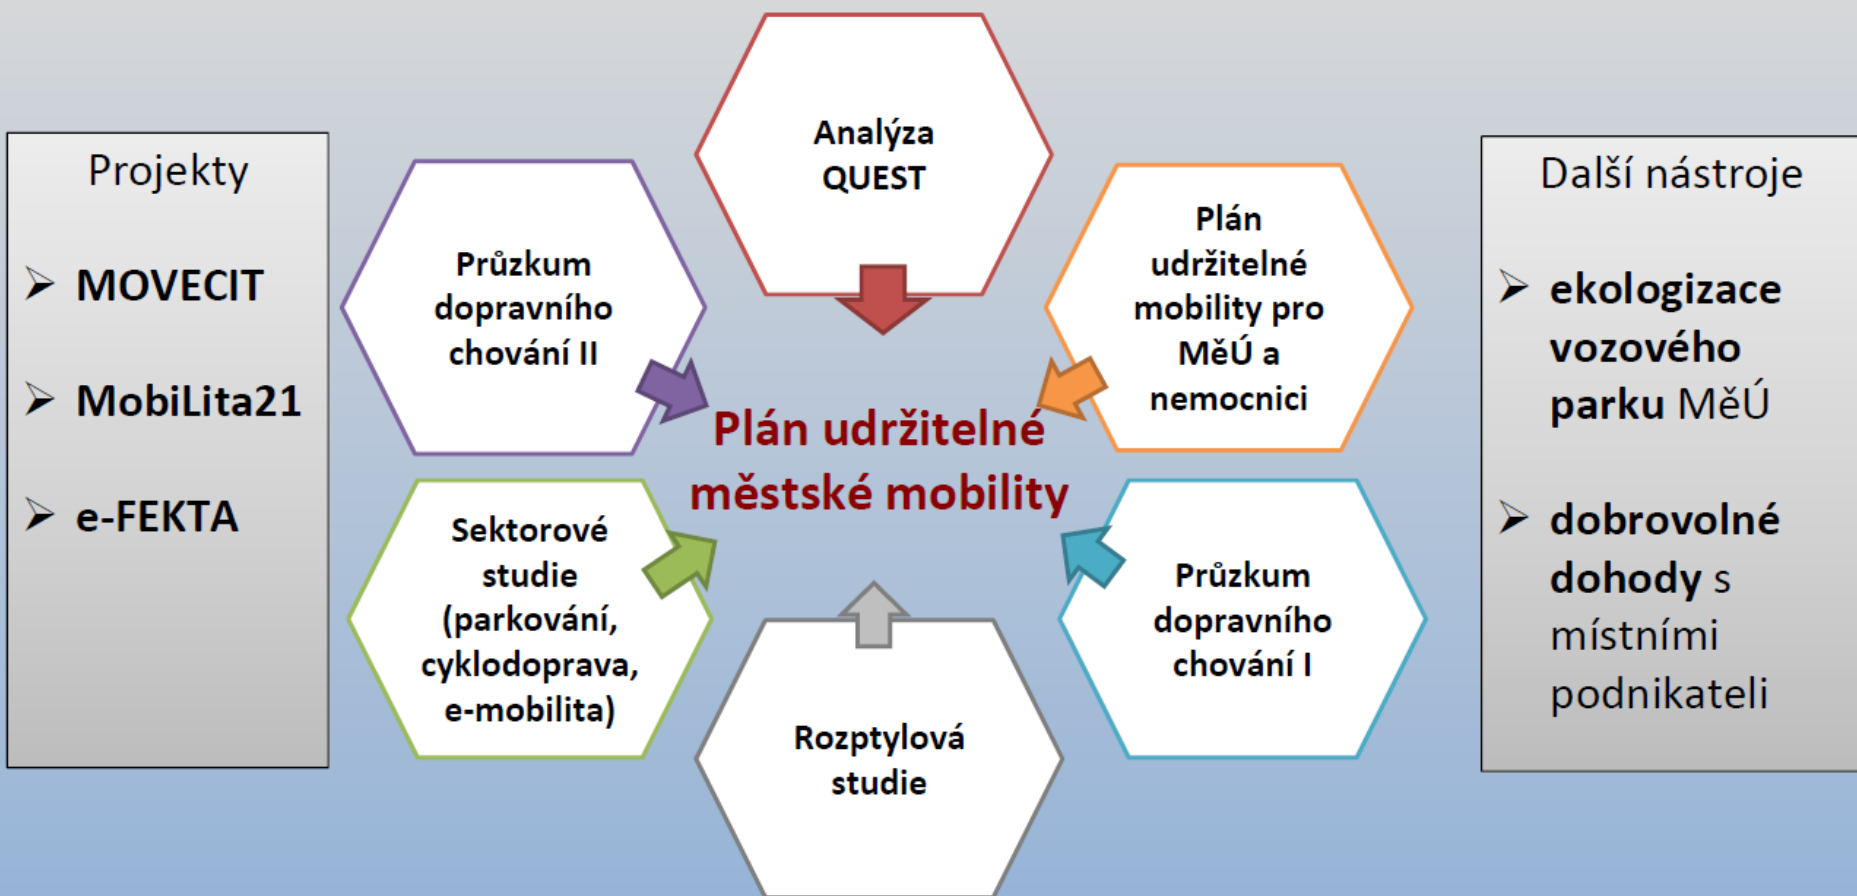 Projekty
➢ MOVECIT
➢ MobiLita21
➢ e-FEKTA
Analýza
QUEST
Plán
udržitelné
mobility pro
MěÚ a
nemocnici
Průzkum
dopravního
chování I
Rozptylová
studie
Sektorové
studie
(parkování,
cyklodoprava,
e-mobilita)
Průzkum
dopravního
chování II
Plán udržitelné
městské mobility
Další nástroje
➢ ekologizace
vozového
parku MěÚ
➢ dobrovolné
dohody s
místními
podnikateli